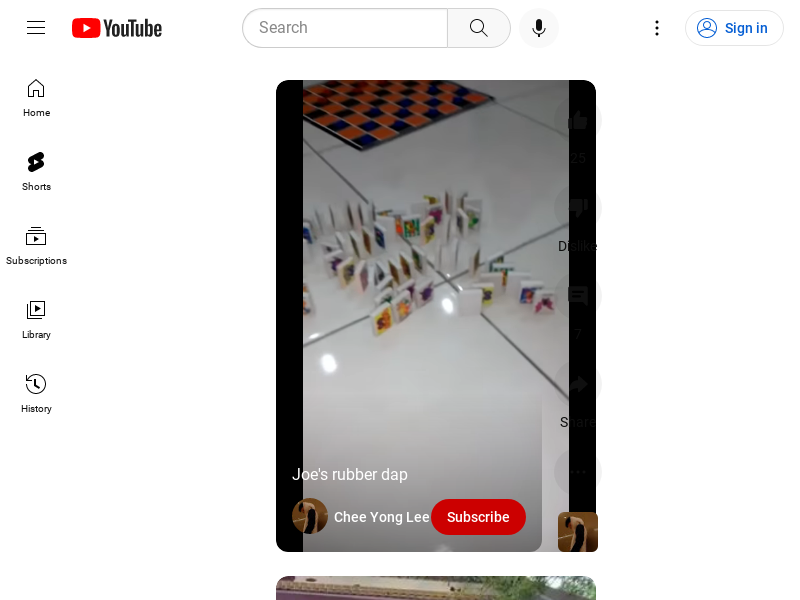 YouTube
Search
Sign in
Home
Shorts
Subscriptions
Library
History
25
Dislike
7
Share
Joe's rubber dap
Chee Yong Lee
Subscribe